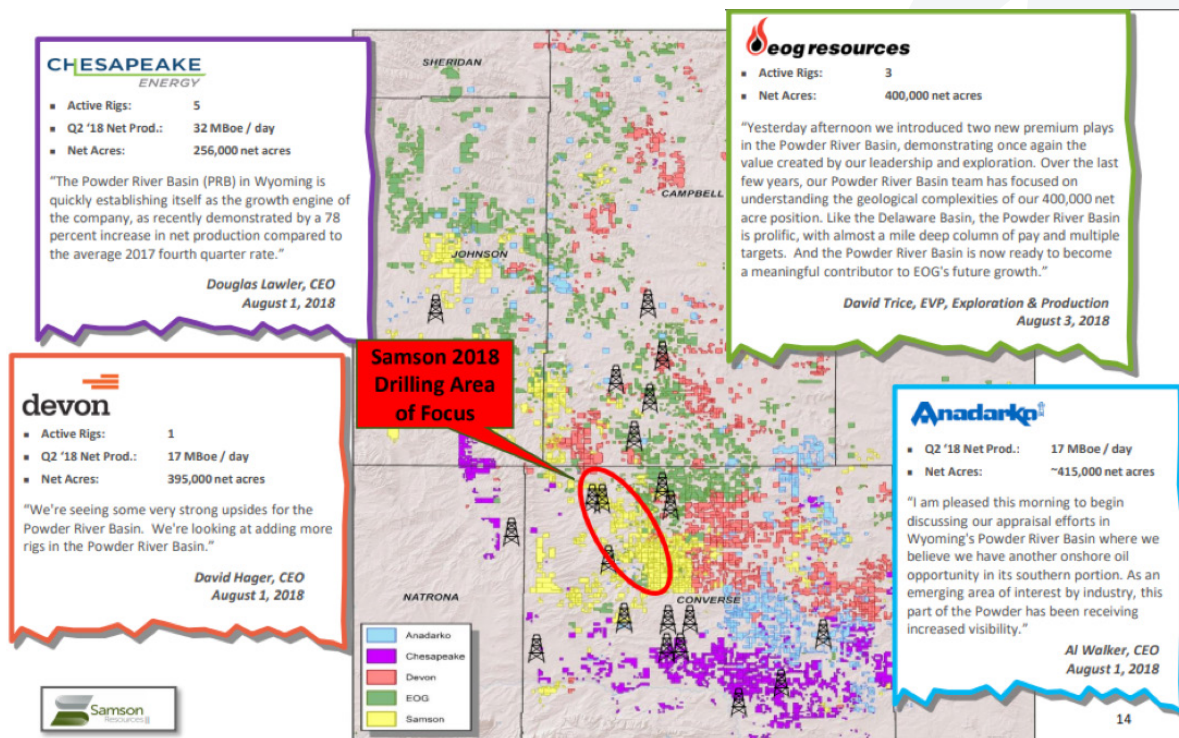 CHESAPEAKE
ENERGY
▪ Active Rigs: 5
▪ Q2 '18 Net Prod.: 32 MBoe / day
▪ Net Acres: 256,000 net acres
"The Powder River Basin (PRB) in Wyoming is
quickly establishing itself as the growth engine of
the company, as recently demonstrated by a 78
percent increase in net production compared to
the average 2017 fourth quarter rate."
Douglas Lawler, CEO
August 1, 2018
eog resources
▪ Active Rigs: 3
▪ Net Acres: 400,000 net acres
"Yesterday afternoon we introduced two new premium plays
in the Powder River Basin, demonstrating once again the
value created by our leadership and exploration. Over the last
few years, our Powder River Basin team has focused on
understanding the geological complexities of our 400,000 net
acre position. Like the Delaware Basin, the Powder River Basin
is prolific, with almost a mile deep column of pay and multiple
targets. And the Powder River Basin is now ready to become
a meaningful contributor to EOG's future growth."
David Trice, EVP, Exploration & Production
August 3, 2018
devon
▪ Active Rigs: 1
▪ Q2 '18 Net Prod.: 17 MBoe / day
▪ Net Acres: 395,000 net acres
"We're seeing some very strong upsides for the
Powder River Basin. We're looking at adding more
rigs in the Powder River Basin."
David Hager, CEO
August 1, 2018
Anadarko
▪ Q2 '18 Net Prod.: 17 MBoe / day
▪ Net Acres: ~415,000 net acres
"I am pleased this morning to begin
discussing our appraisal efforts in
Wyoming's Powder River Basin where we
believe we have another onshore oil
opportunity in its southern portion. As an
emerging area of interest by industry, this
part of the Powder has been receiving
increased visibility."
Al Walker, CEO
August 1, 2018
SHERIDAN
CAMPBELL
JOHNSON
Samson 2018
Drilling Area
of Focus
NATRONA
CONVERSE
Anadarko
Chesapeake
Devon
EOG
Samson
Samson
Resources II
14